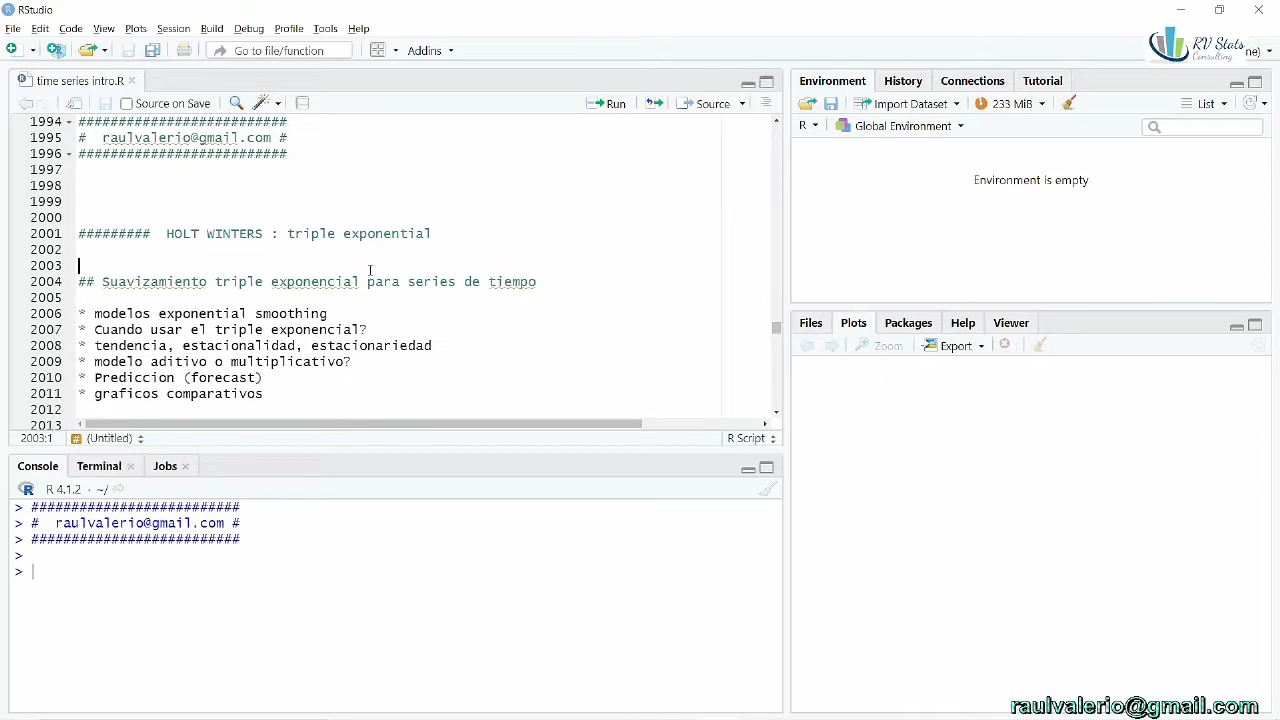 RStudio
File Edit Code View Plots Session Build Debug Profile Tools Help
Go to file/function Addins
RV Stats
Consulting
ne)
time series intro.R
Source on Save Run Source
1994 ##########################
1995 #  raulvalerio@gmail.com #
1996 ##########################
1997
1998
1999
2000
2001 #########  HOLT WINTERS : triple exponential
2002
2003
2004 ## Suavizamiento triple exponencial para series de tiempo
2005
2006 * modelos exponential smoothing
2007 * Cuando usar el triple exponencial?
2008 * tendencia, estacionalidad, estacionariedad
2009 * modelo aditivo o multiplicativo?
2010 * Prediccion (forecast)
2011 * graficos comparativos
2012
2013
2003:1 # (Untitled) R Script
Console Terminal Jobs
R R 4.1.2 · ~/
> ##########################
> #  raulvalerio@gmail.com #
> ##########################
>
>
Environment History Connections Tutorial
Import Dataset 233 MiB List
R Global Environment
Environment is empty
Files Plots Packages Help Viewer
Zoom Export
raulvalerio@gmail.com